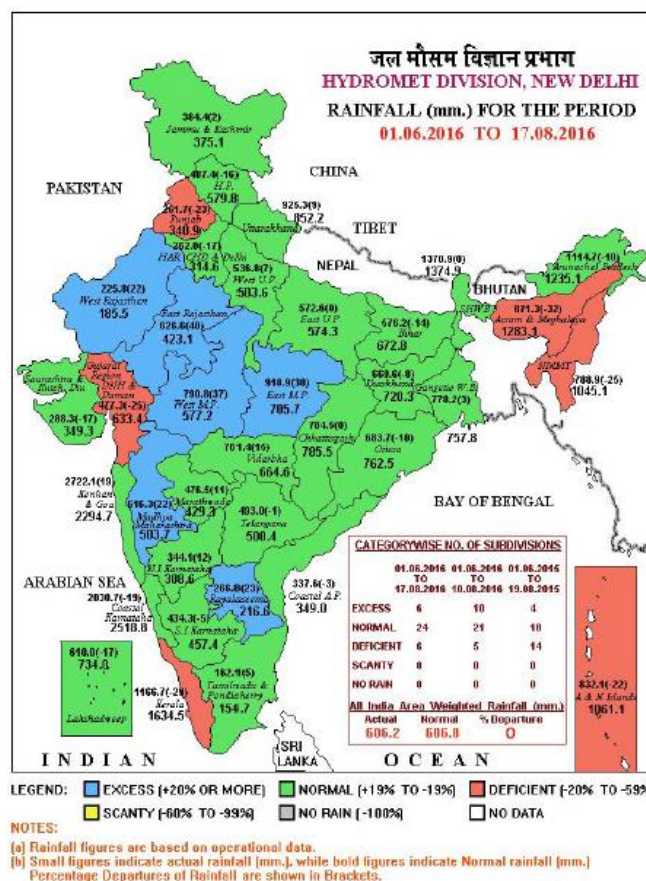 जल मौसम विज्ञान प्रभाग
HYDROMET DIVISION, NEW DELHI
RAINFALL (mm.) FOR THE PERIOD
01.06.2016 TO 17.08.2016
384.4(2)
Jammu & Kashmir
375.1
CHINA
487.4(-16)
H.P.
579.8
PAKISTAN
925.3(9)
852.2
Uttarakhand
TIBET
261.7(-23)
Punjab
340.9
262.0(-17)
HAR. CHD & Delhi
314.6
NEPAL
536.8(7)
West U.P.
503.6
1370.9(0)
1374.9
BHUTAN
1114.7(-10)
Arunachal Pradesh
1235.1
225.8(22)
West Rajasthan
185.5
East Rajasthan
626.6(48)
423.1
572.6(0)
East U.P.
574.3
576.2(-14)
Bihar
672.8
SHWB
871.3(-32)
Assam & Meghalaya
1283.1
NMMT
788.9(-25)
1045.1
Saurashtra & Kutch, Diu
288.3(-17)
349.3
Gujarat Region
DNH & Daman
477.3(-25)
633.4
790.8(37)
West M.P.
577.2
918.9(30)
East M.P.
705.7
720.3
Gangetic W.B.
778.2(3)
757.8
784.5(0)
Chhattisgarh
785.5
683.7(-10)
Orissa
762.5
Vidarbha
664.6
2722.1(19)
Konkan & Goa
2294.7
616.3(22)
Madhya Maharashtra
503.7
476.5(11)
Marathwada
429.3
493.0(-1)
Telangana
500.4
BAY OF BENGAL
ARABIAN SEA
344.1(12)
N.I. Karnataka
308.6
266.8(23)
Rayalaseema
216.6
337.6(-3)
Coastal A.P.
349.0
2030.7(-19)
Coastal Karnataka
2518.8
434.3(-5)
S.I. Karnataka
457.4
610.0(-17)
734.8
Lakshadweep
1166.7(-29)
Kerala
1634.5
162.1(5)
Tamilnadu & Pondicherry
154.7
832.1(-22)
A & N Islands
1061.1
CATEGORYWISE NO. OF SUBDIVISIONS
01.06.2016 TO 17.08.2016 01.06.2016 TO 10.08.2016 01.06.2015 TO 19.08.2015
EXCESS 6 10 4
NORMAL 24 21 18
DEFICIENT 6 5 14
SCANTY 0 0 0
NO RAIN 0 0 0
All India Area Weighted Rainfall (mm.)
Actual Normal % Departure
606.2 606.8 0
SRI LANKA
INDIAN OCEAN
LEGEND: EXCESS (+20% OR MORE) NORMAL (+19% TO -19%) DEFICIENT (-20% TO -59%
SCANTY (-60% TO -99%) NO RAIN (-100%) NO DATA
NOTES:
(a) Rainfall figures are based on operational data.
(b) Small figures indicate actual rainfall (mm.), while bold figures indicate Normal rainfall (mm.)
Percentage Departures of Rainfall are shown in Brackets.